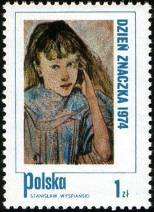 DZIEŃ ZNACZKA 1974
Polska
1 zł
STANISŁAW WYSPIAŃSKI